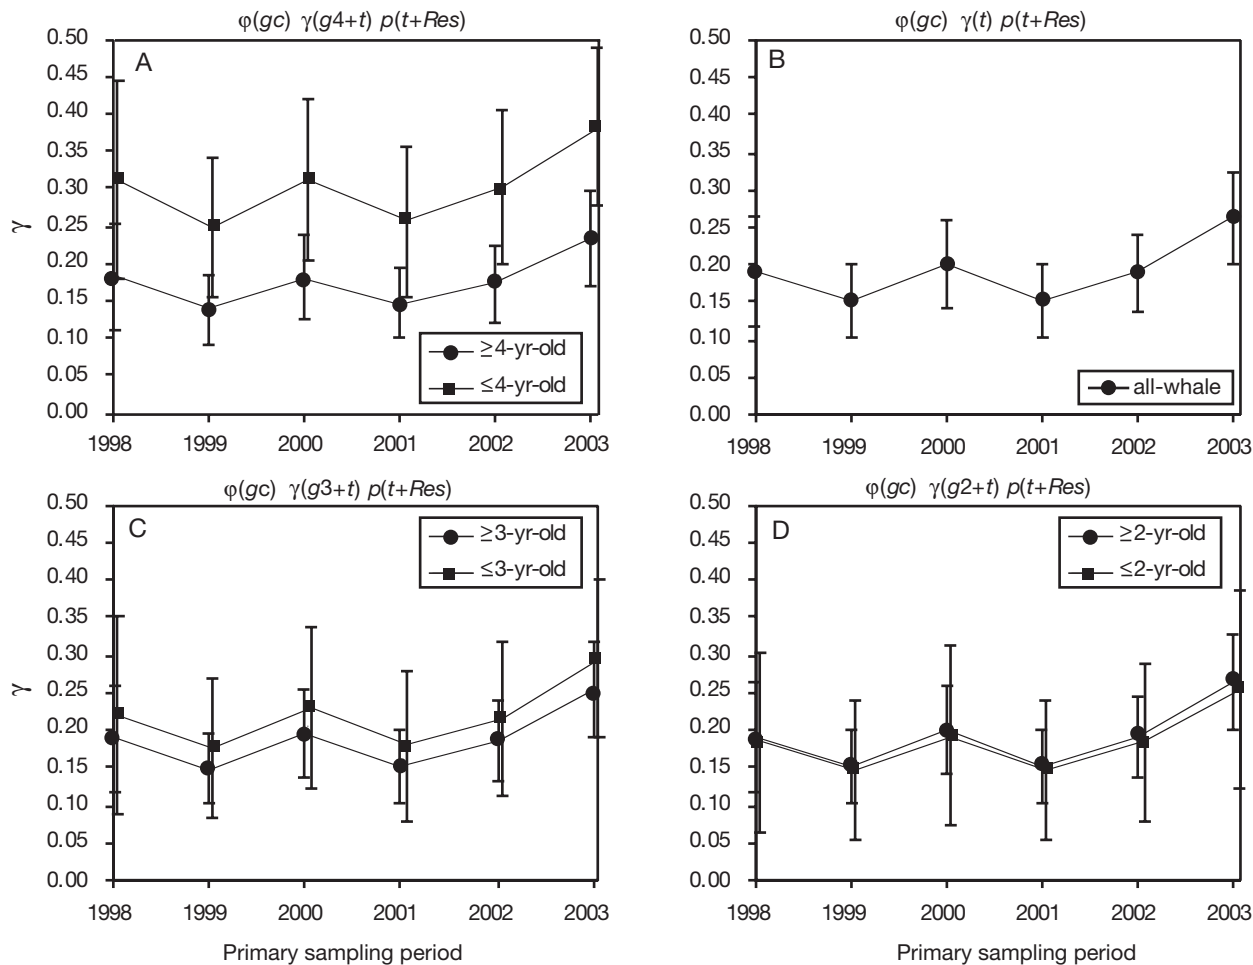 φ(gc) γ(g4+t) p(t+Res)
A
0.50
0.45
0.40
0.35
0.30
0.25
0.20
0.15
0.10
0.05
0.00
γ
≥4-yr-old
≤4-yr-old
1998 1999 2000 2001 2002 2003
φ(gc) γ(t) p(t+Res)
B
0.50
0.45
0.40
0.35
0.30
0.25
0.20
0.15
0.10
0.05
0.00
all-whale
1998 1999 2000 2001 2002 2003
φ(gc) γ(g3+t) p(t+Res)
C
0.50
0.45
0.40
0.35
0.30
0.25
0.20
0.15
0.10
0.05
0.00
γ
≥3-yr-old
≤3-yr-old
1998 1999 2000 2001 2002 2003
Primary sampling period
φ(gc) γ(g2+t) p(t+Res)
D
0.50
0.45
0.40
0.35
0.30
0.25
0.20
0.15
0.10
0.05
0.00
≥2-yr-old
≤2-yr-old
1998 1999 2000 2001 2002 2003
Primary sampling period